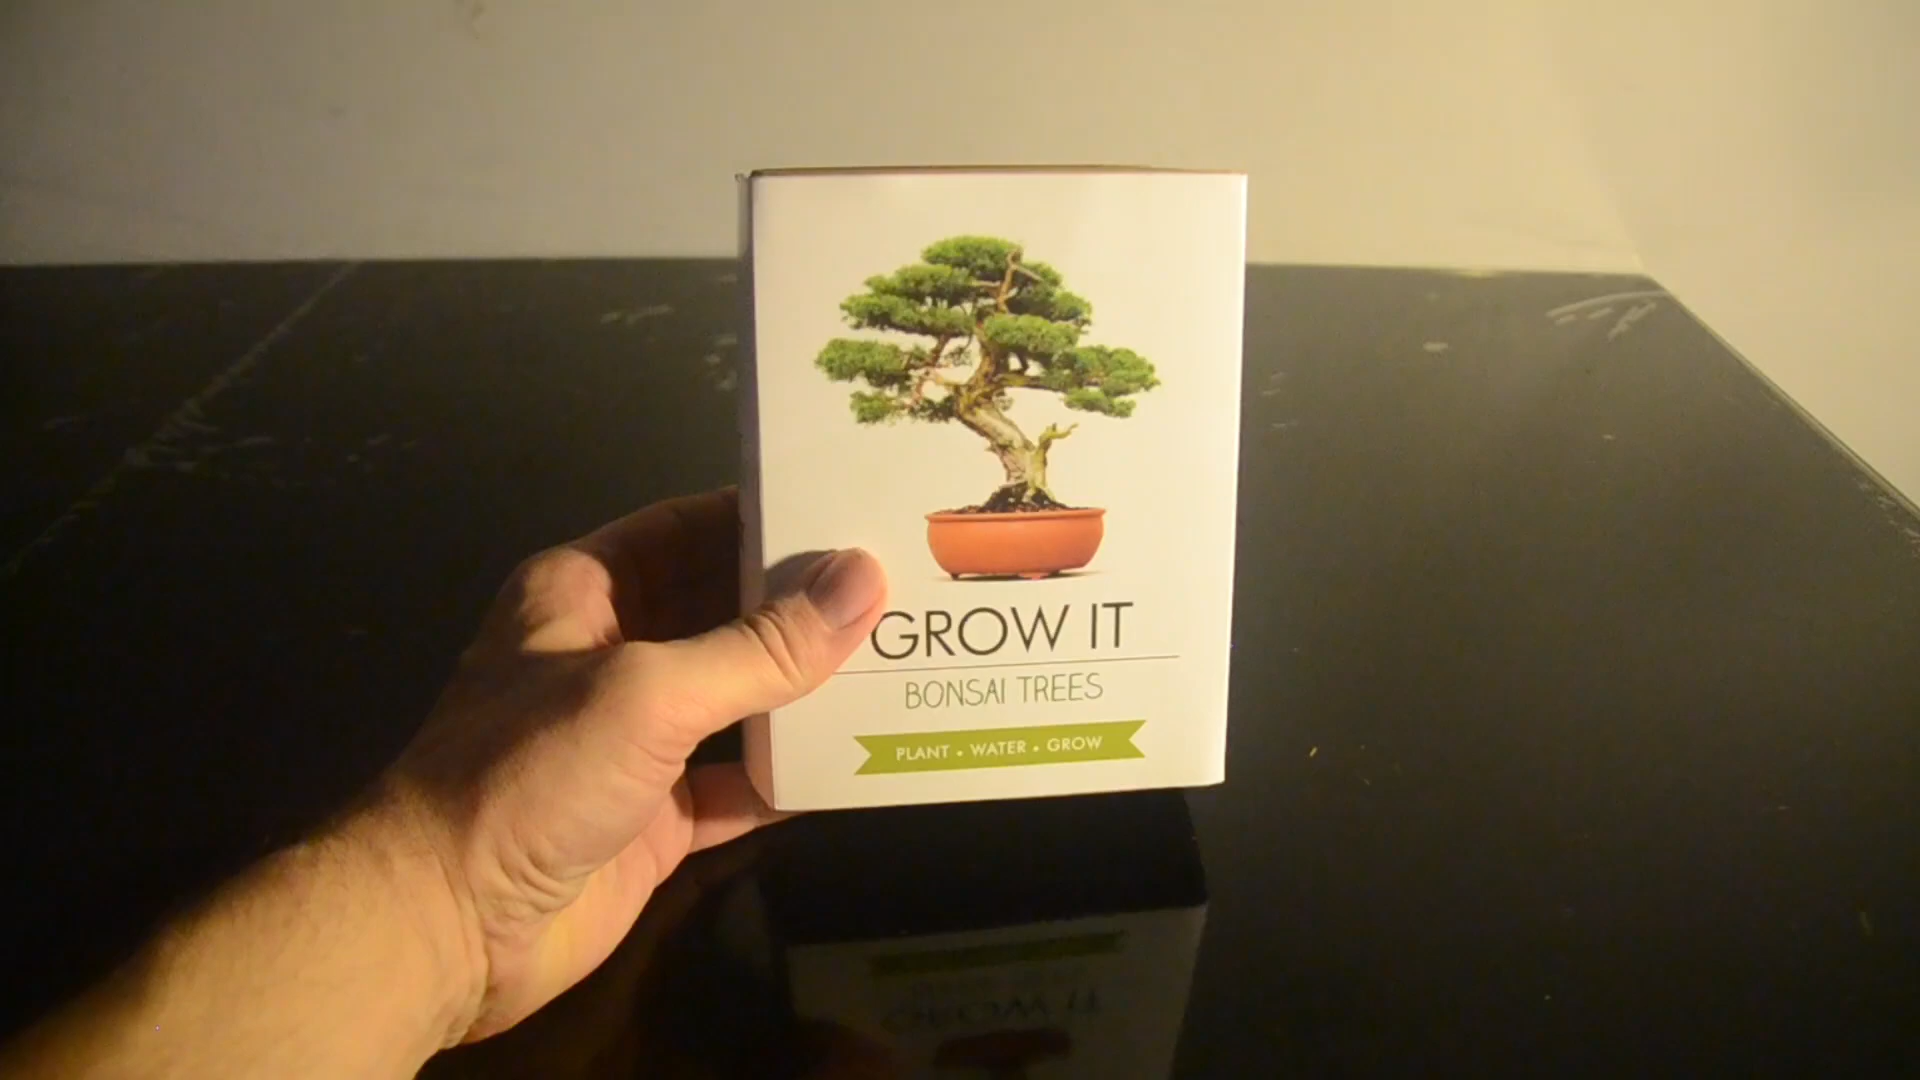 GROW IT
BONSAI TREES
PLANT • WATER • GROW